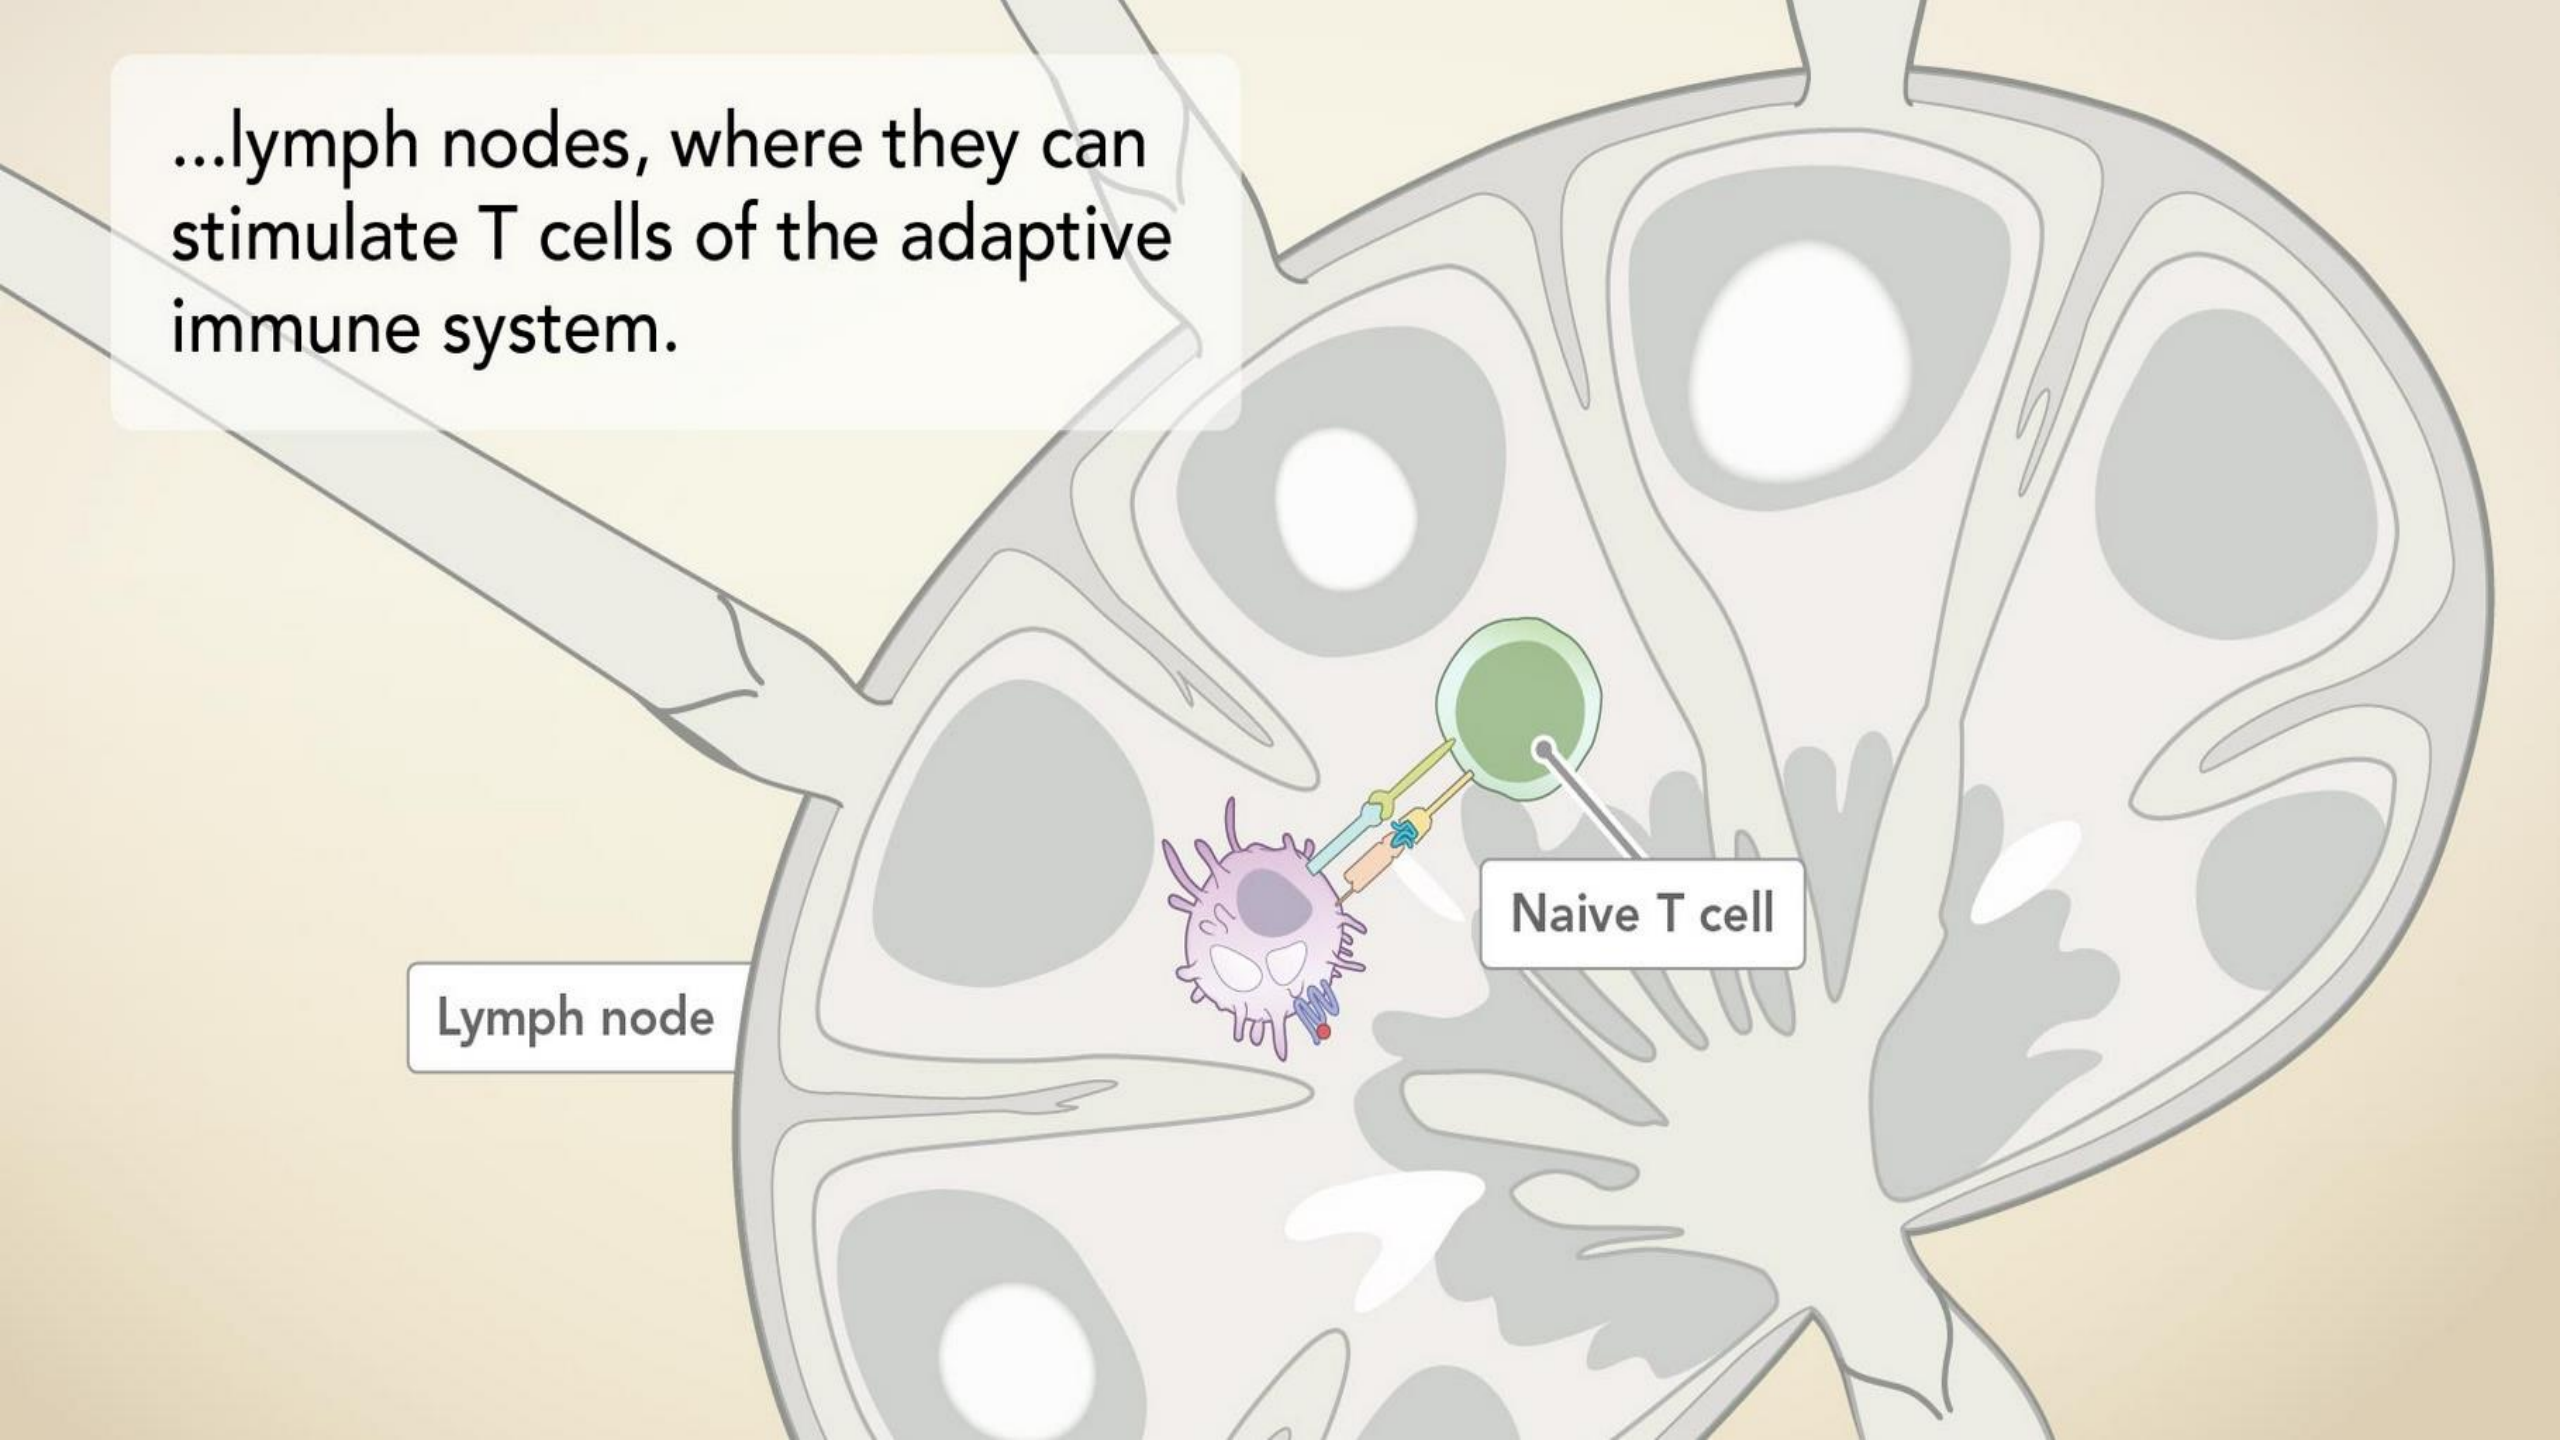 ...lymph nodes, where they can
stimulate T cells of the adaptive
immune system.
Naive T cell
Lymph node